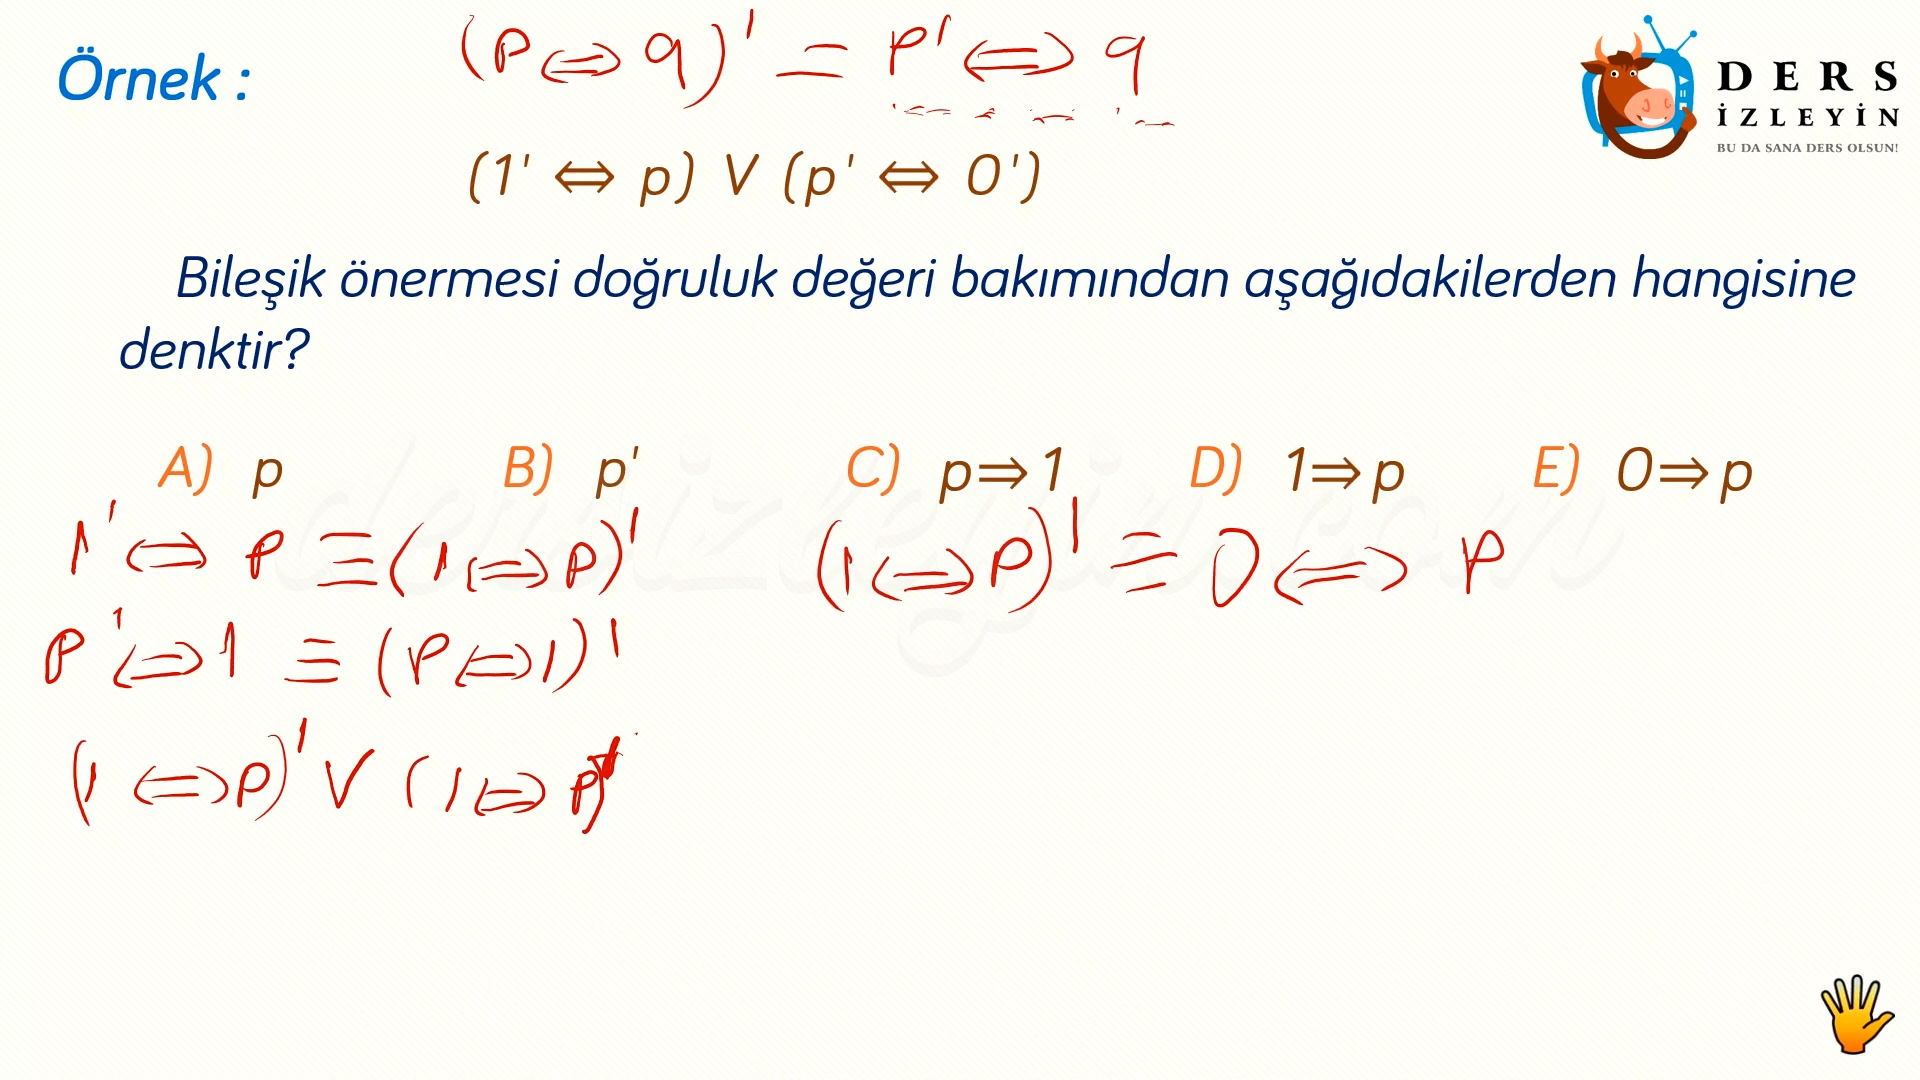 (p ⇔ q)' = p' ⇔ q
Örnek :
DERS
İZLEYİN
BU DA SANA DERS OLSUN!
(1' ⇔ p) V (p' ⇔ 0')
Bileşik önermesi doğruluk değeri bakımından aşağıdakilerden hangisine
denktir?
A) p B) p' C) p⇒1 D) 1⇒p E) 0⇒p
1' ⇔ p ≡ (1 ⇔ p)' (1 ⇔ p)' ≡ 0 ⇔ p
p' ⇔ 1 ≡ (p ⇔ 1)'
(1 ⇔ p)' V (1 ⇔ p)'